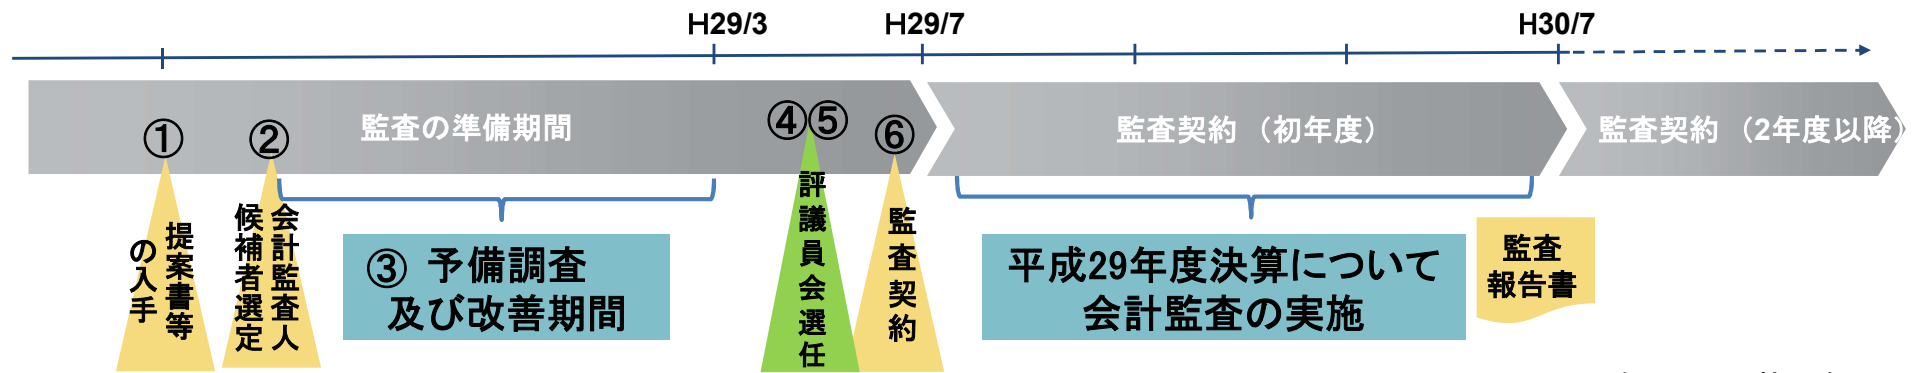 H29/3
H29/7
H30/7
監査の準備期間
監査契約（初年度）
監査契約（2年度以降）
①
提案書等
の入手
②
会計監査人
候補者選定
③ 予備調査
及び改善期間
④⑤
評議員会選任
⑥
監査契約
平成29年度決算について
会計監査の実施
監査
報告書